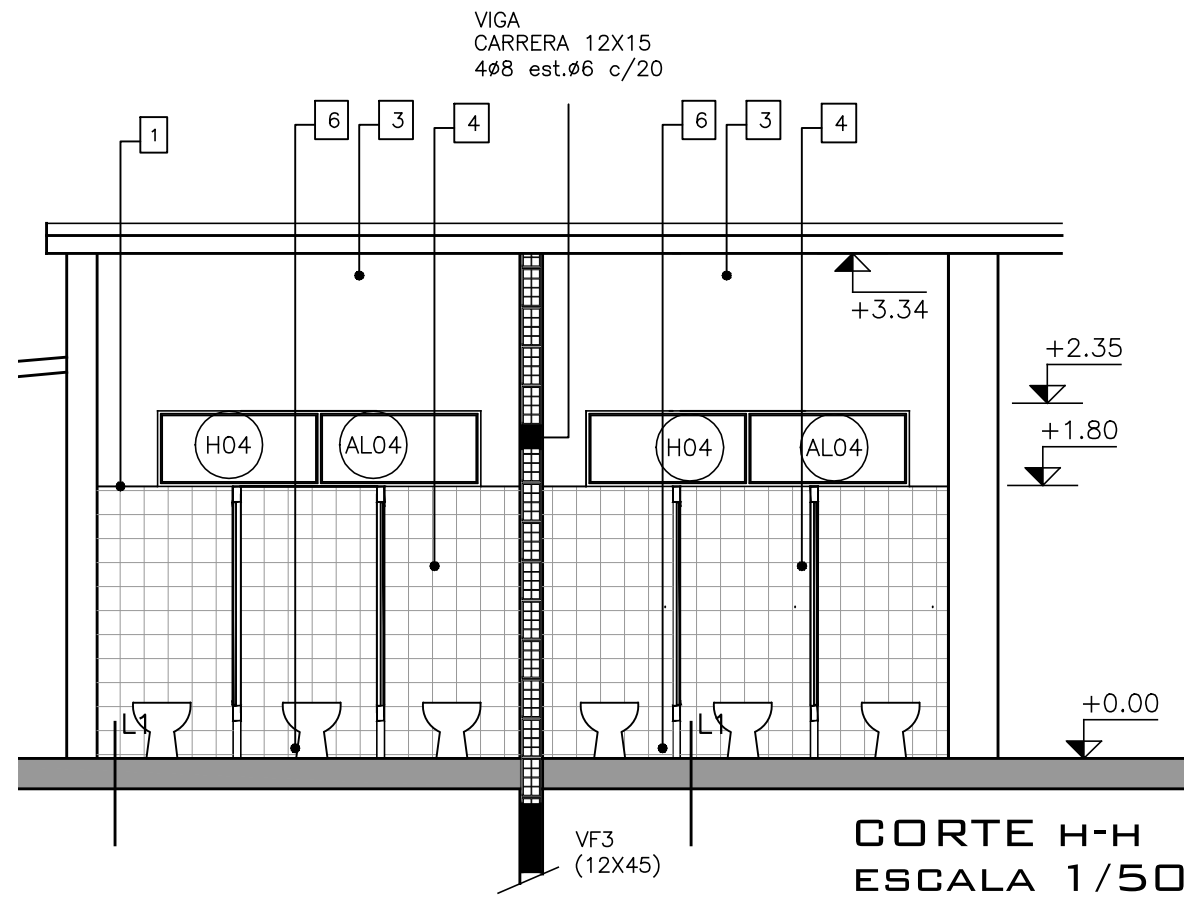 VIGA
CARRERA 12X15
4ø8 est.ø6 c/20
1
6
3
4
6
3
4
+3.34
+2.35
+1.80
H04
AL04
H04
AL04
+0.00
L1
L1
VF3
(12X45)
CORTE H-H
ESCALA 1/50